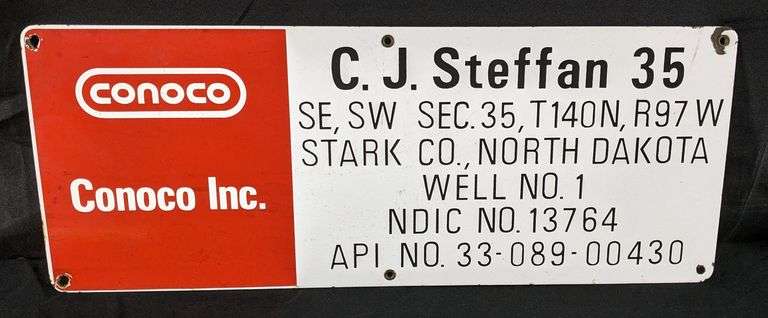 CONOCO
Conoco Inc.
C. J. Steffan 35
SE, SW SEC. 35, T140N, R97W
STARK CO., NORTH DAKOTA
WELL NO. 1
NDIC NO. 13764
API NO. 33-089-00430